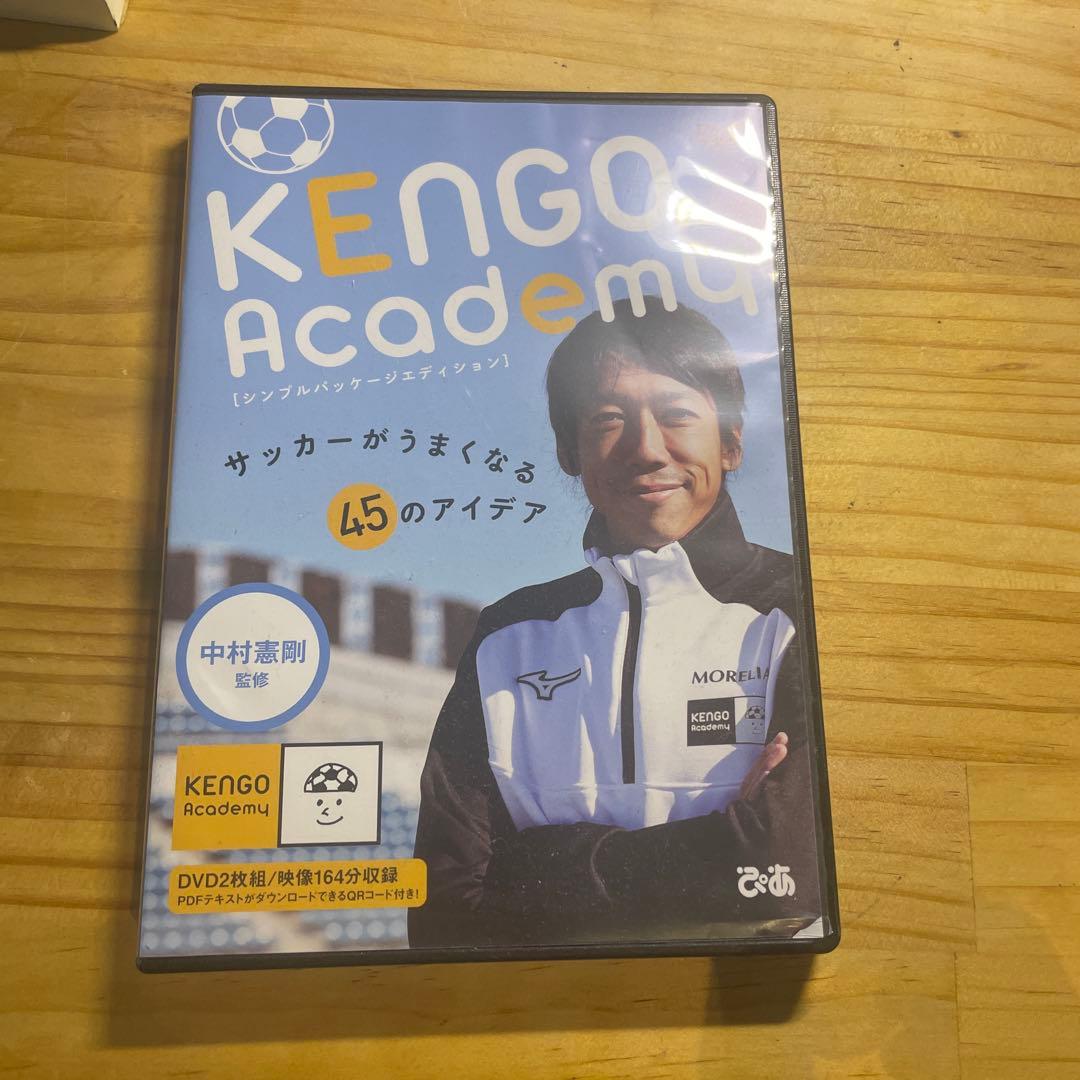 KENGO
Academy
[シンプルパッケージエディション]
サッカーがうまくなる
45のアイデア
中村憲剛
監修
MORELIA
KENGO
Academy
KENGO
Academy
DVD2枚組/映像164分収録
PDFテキストがダウンロードできるQRコード付き!
ぴあ